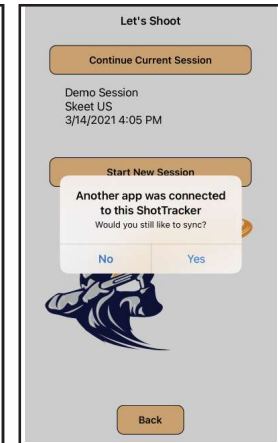 Let's Shoot
Continue Current Session
Demo Session
Skeet US
3/14/2021 4:05 PM
Start New Session
Another app was connected
to this ShotTracker
Would you still like to sync?
No
Yes
Back